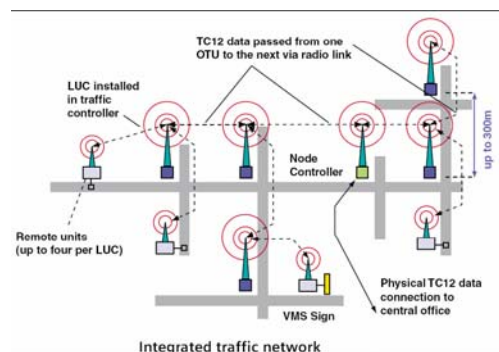 TC12 data passed from one
OTU to the next via radio link
LUC installed
in traffic
controller
up to 300m
Node
Controller
Remote units
(up to four per LUC)
VMS Sign
Physical TC12 data
connection to
central office
Integrated traffic network